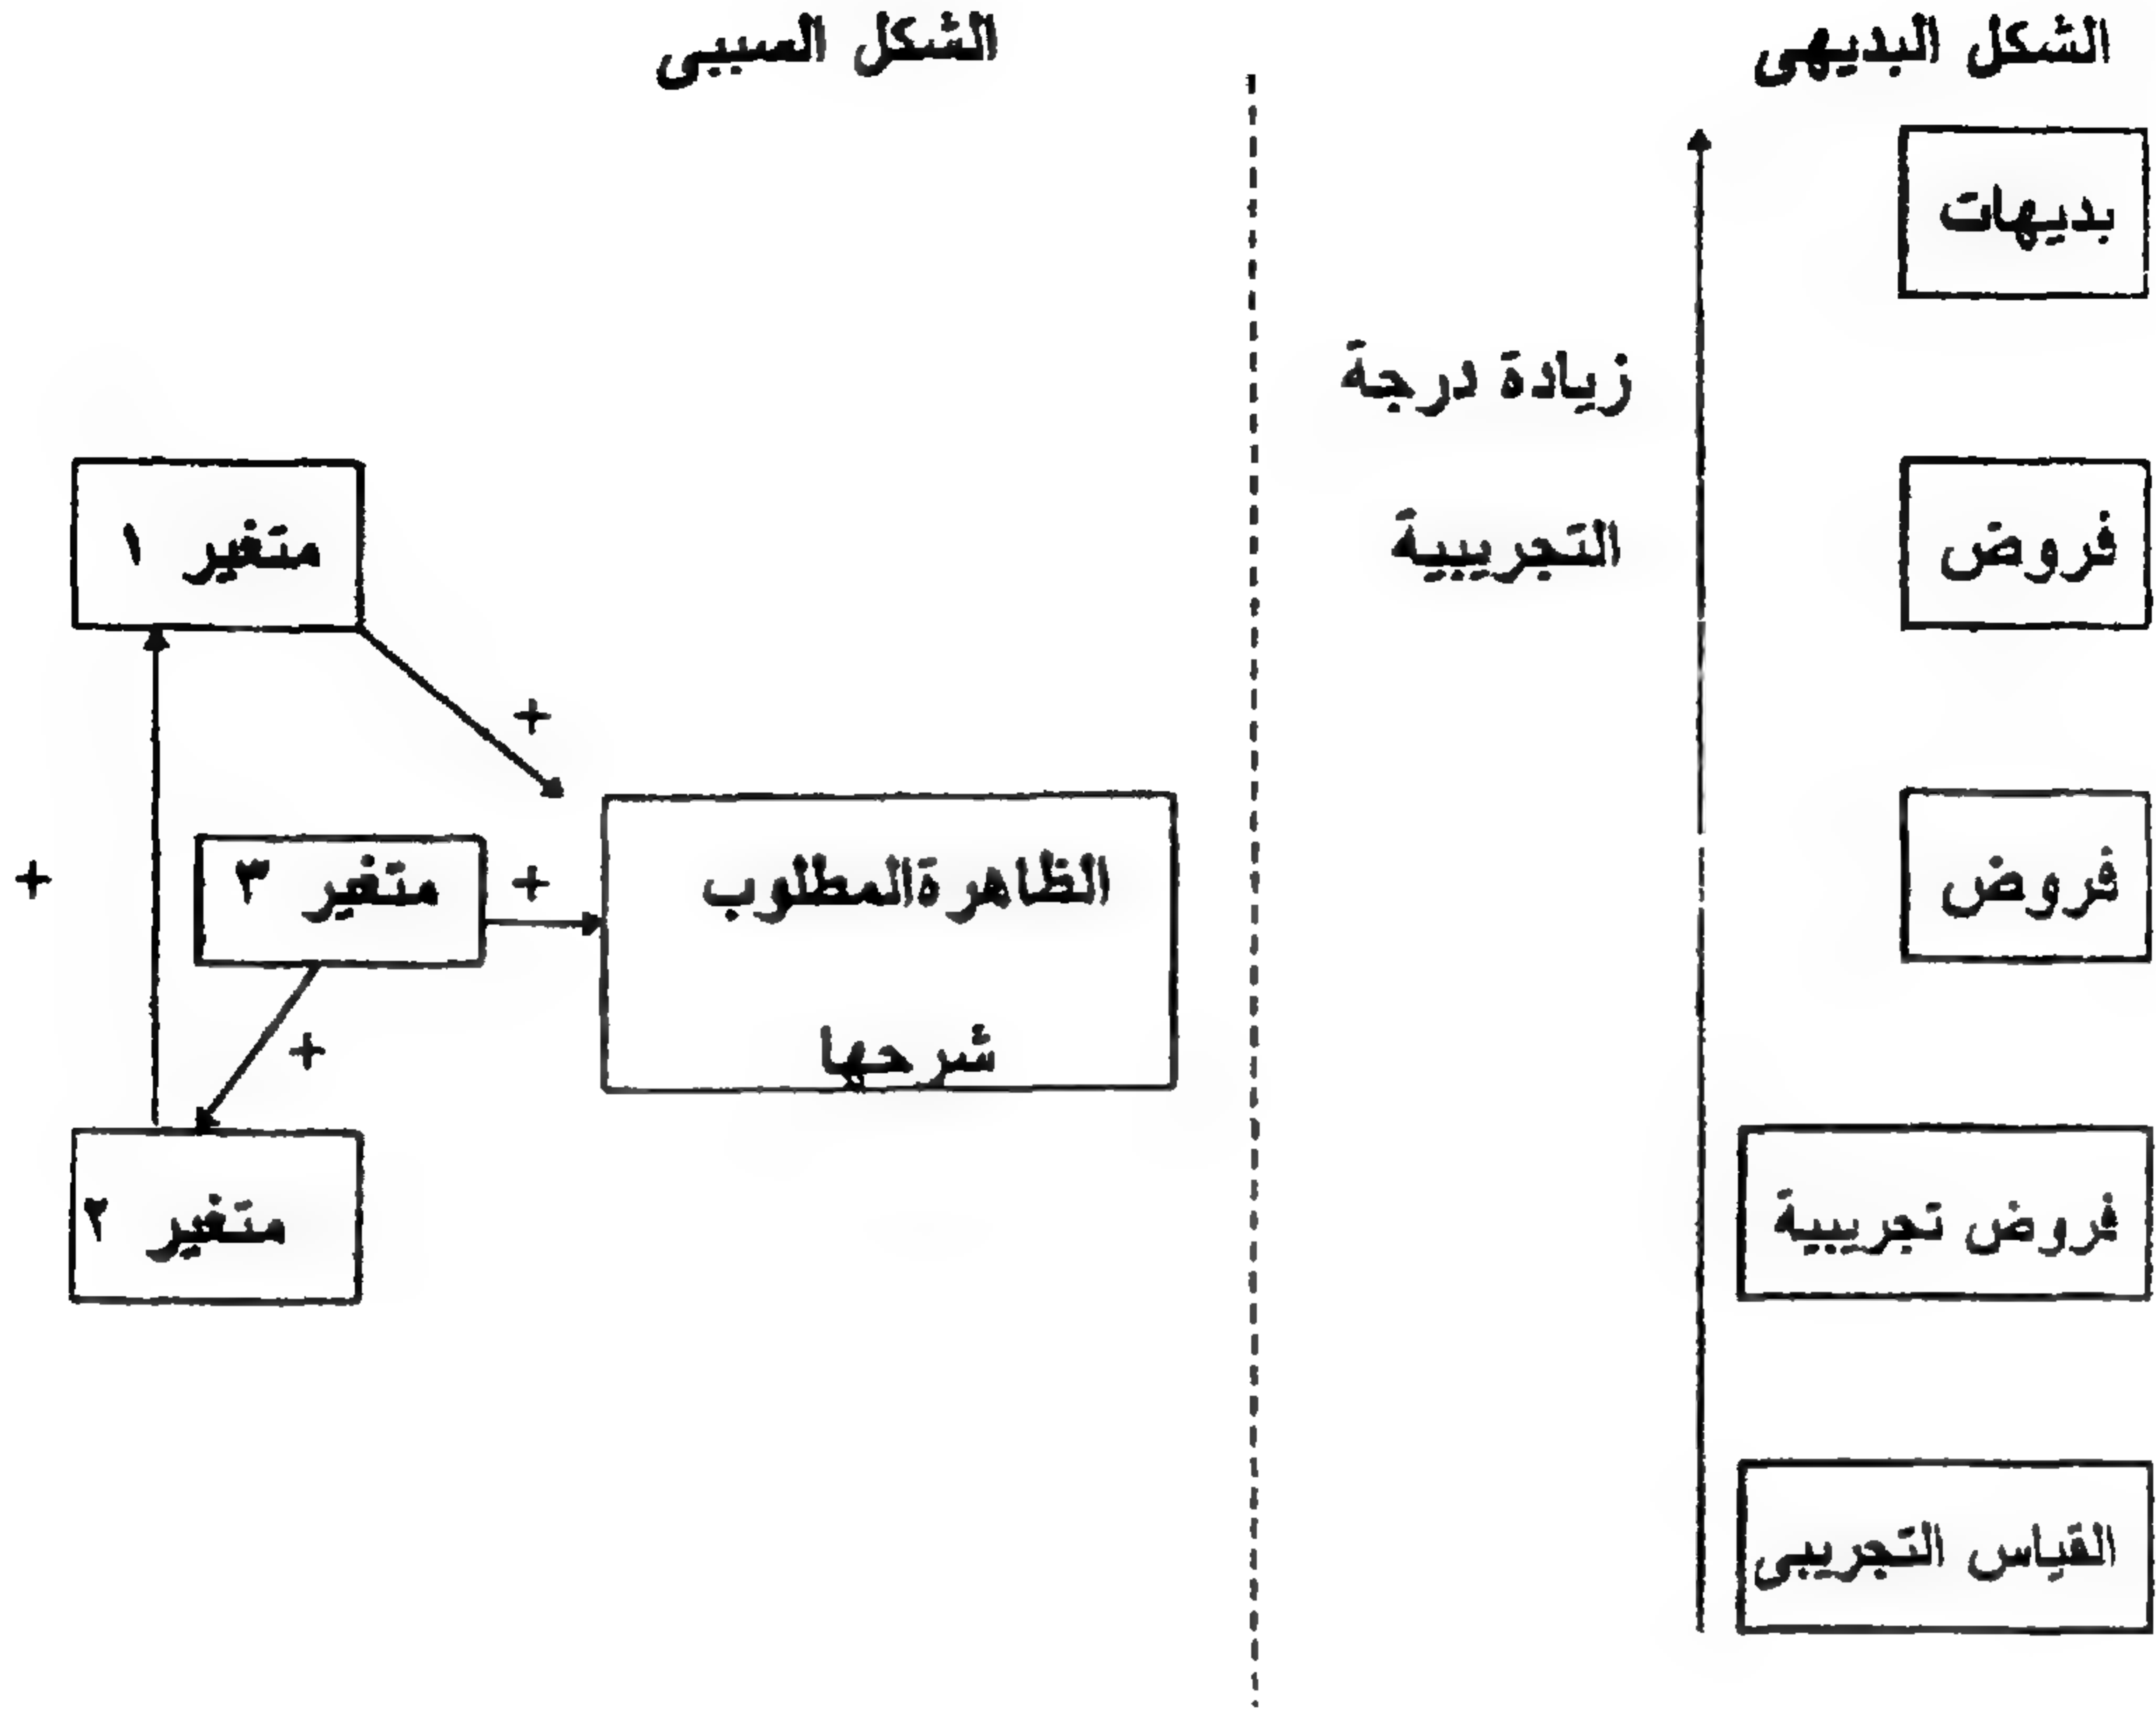 الشكل البديهى
الشكل السببى
بديهات
زيادة درجة
التجريبية
فروض
متغير ١
+
فروض
الظاهرةالمطلوب
شرحها
+
متغير ٣
+
+
فروض تجريبية
متغير ٢
القياس التجريبى